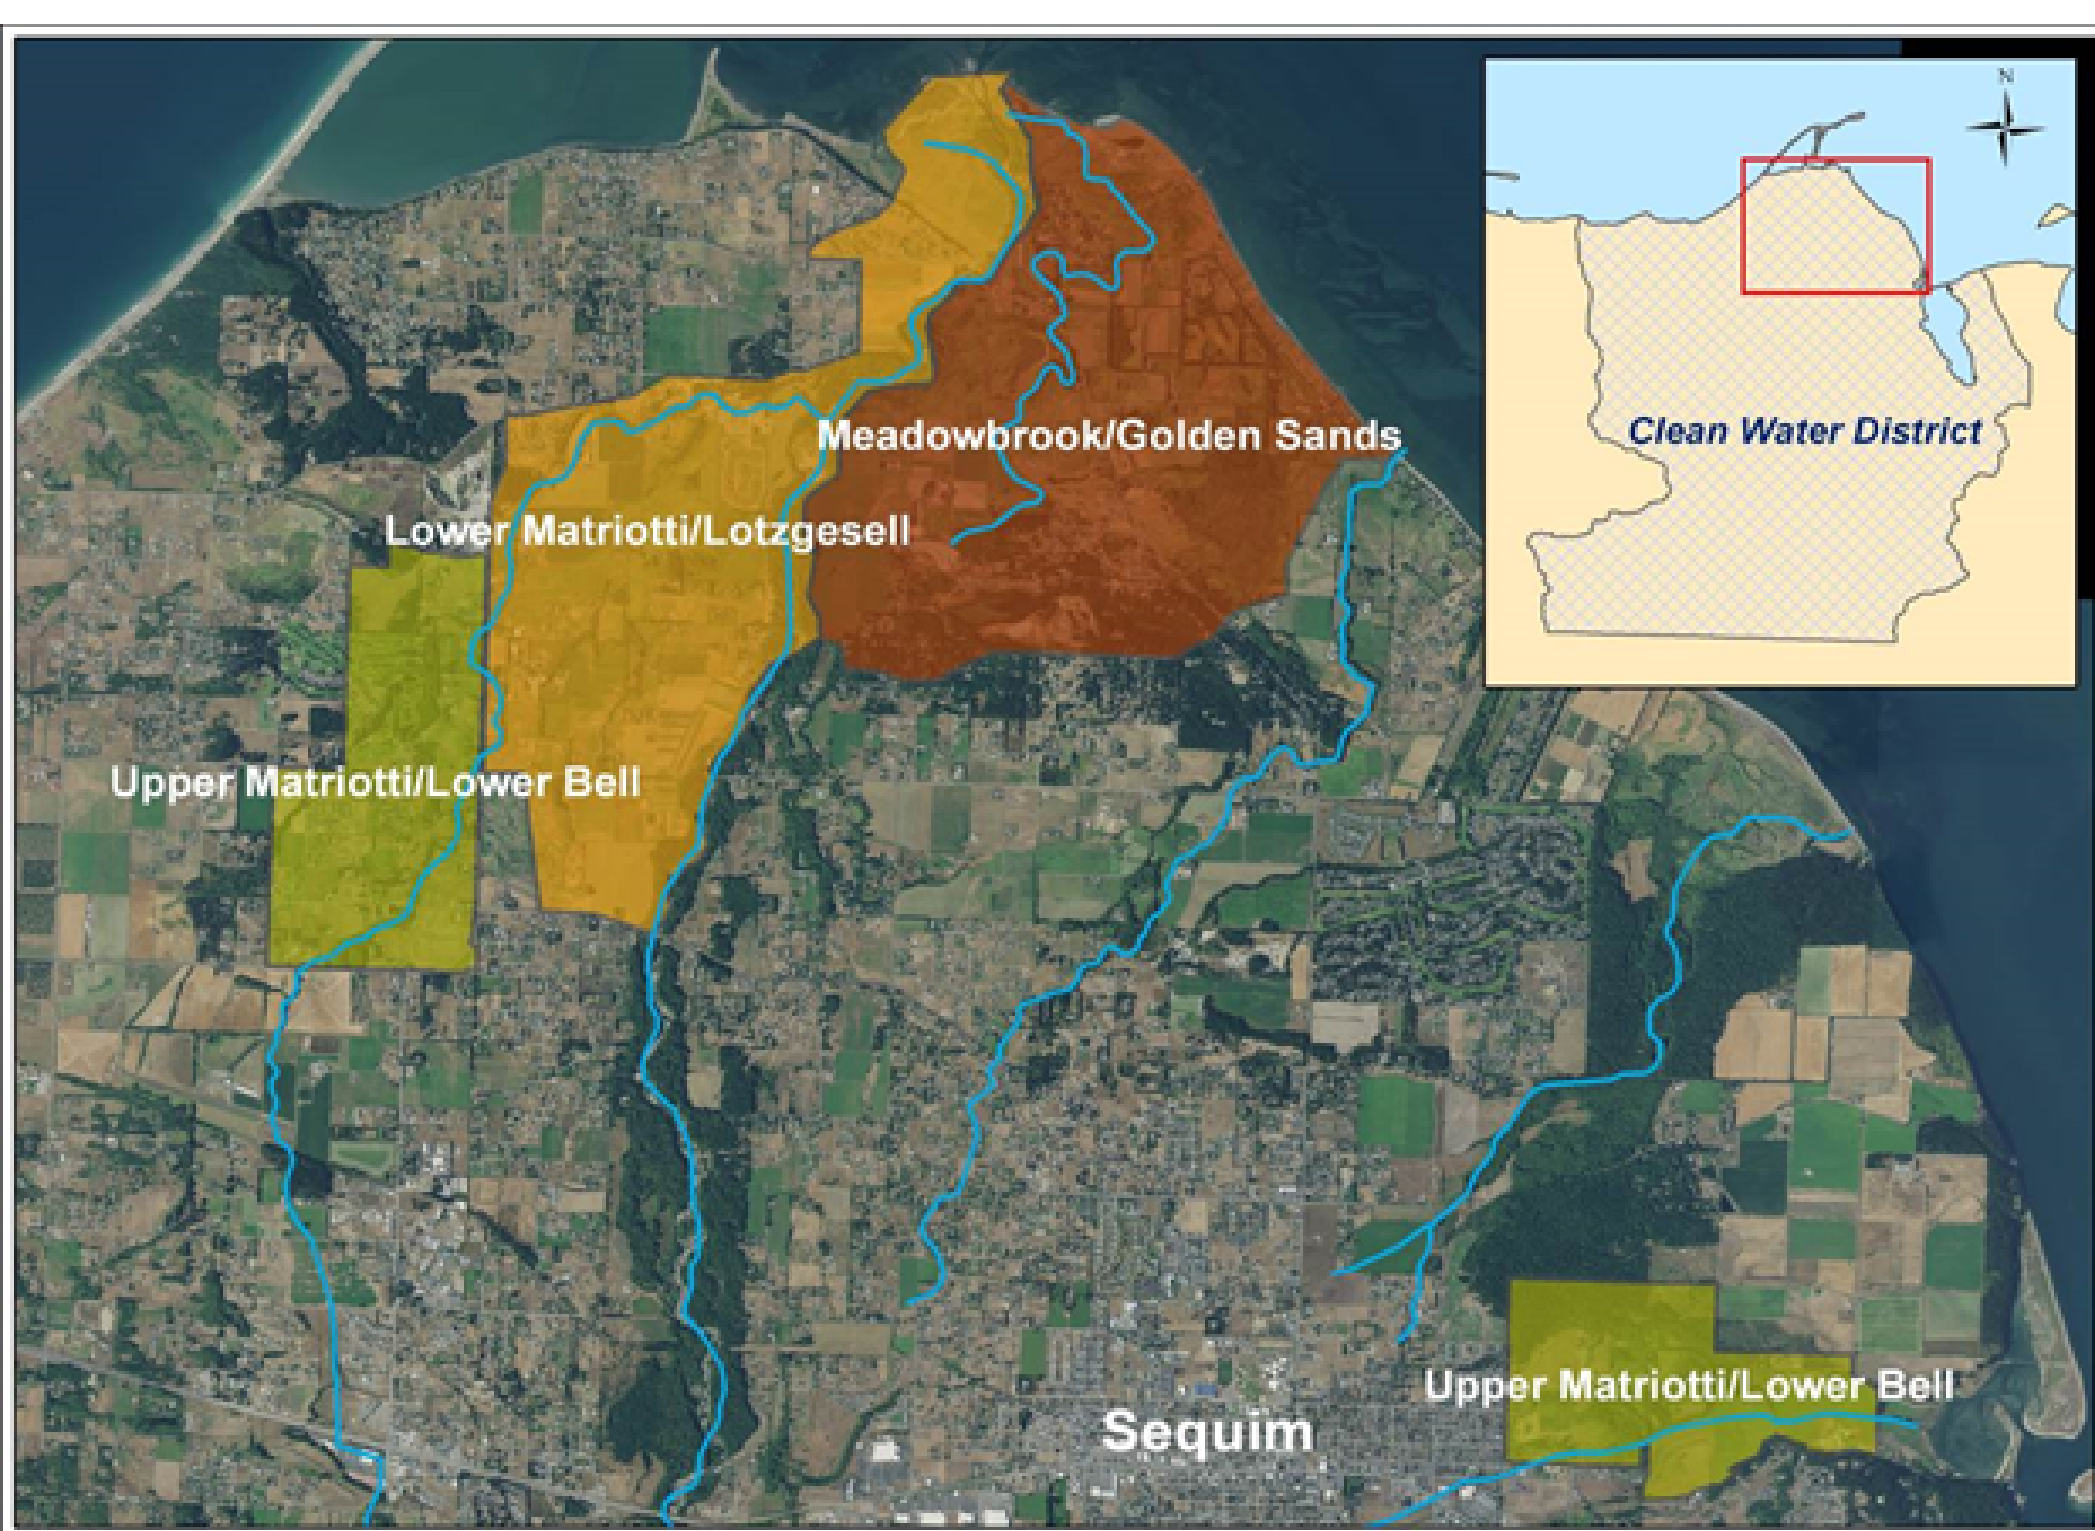 N
Clean Water District
Meadowbrook/Golden Sands
Lower Matriotti/Lotzgesell
Upper Matriotti/Lower Bell
Upper Matriotti/Lower Bell
Sequim